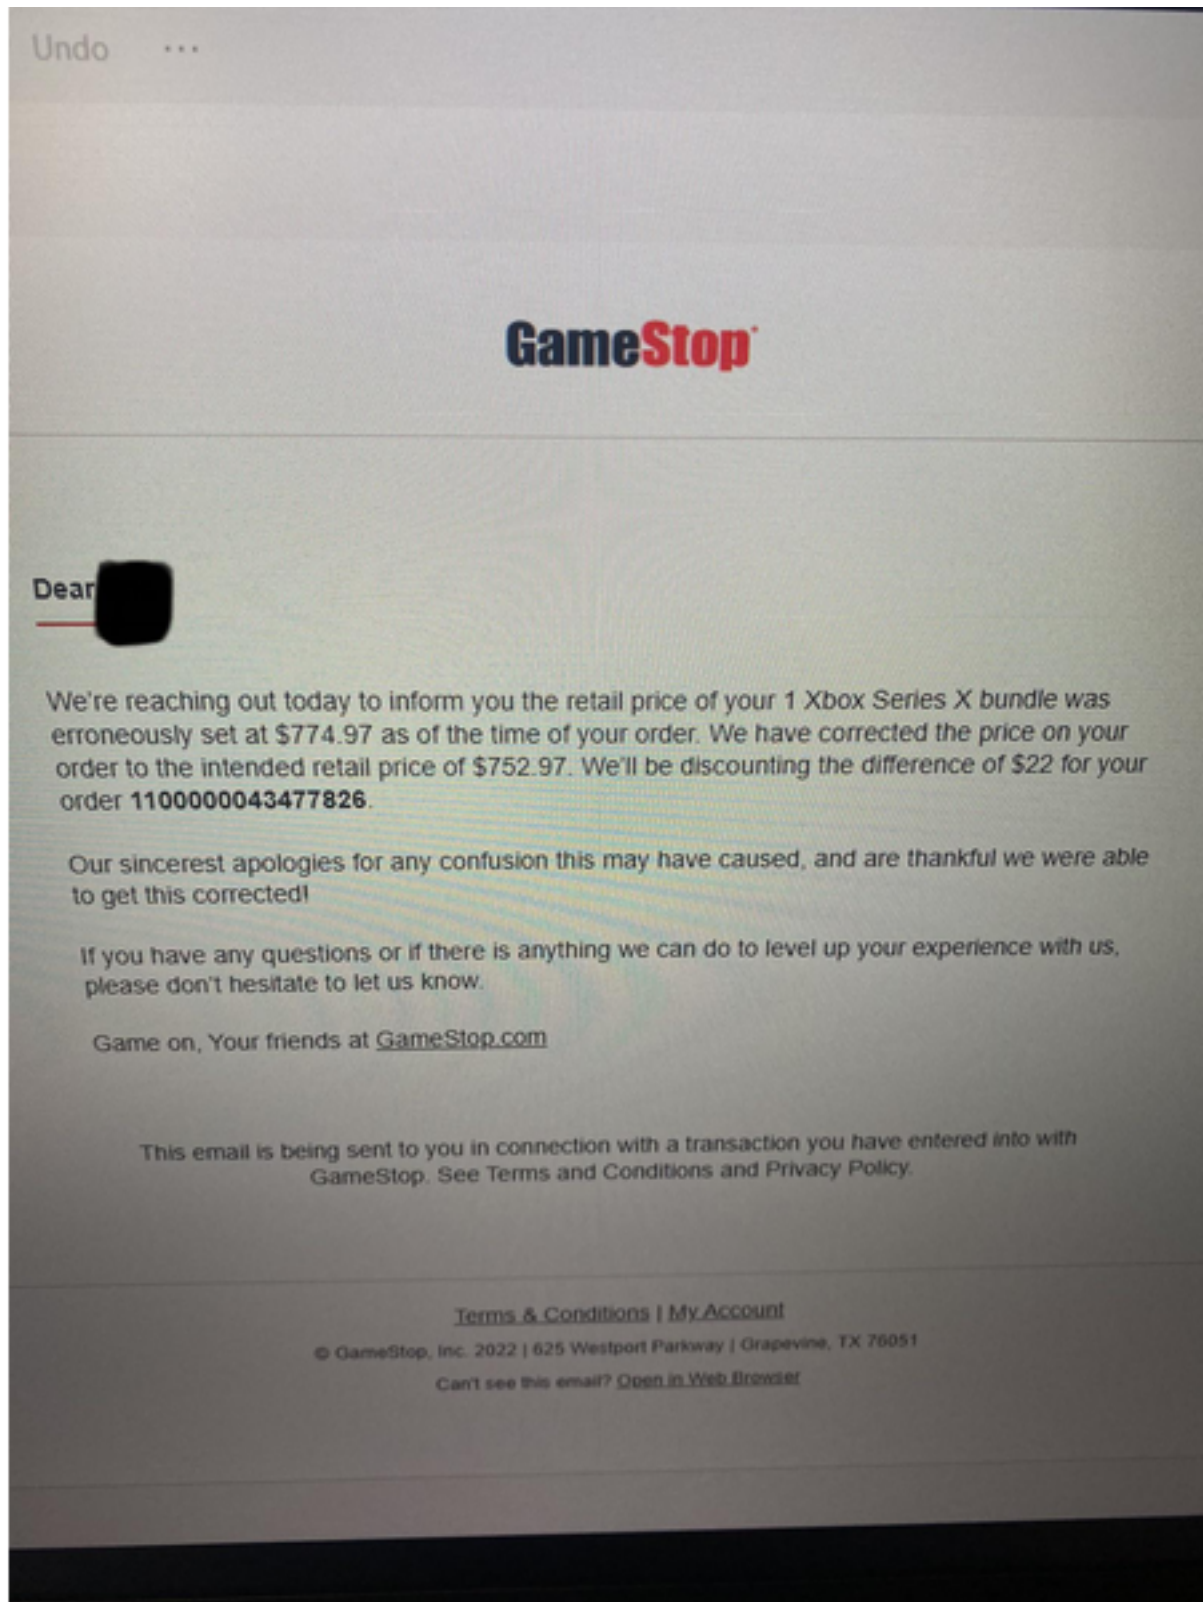 Undo ...
GameStop
Dear
We're reaching out today to inform you the retail price of your 1 Xbox Series X bundle was
erroneously set at $774.97 as of the time of your order. We have corrected the price on your
order to the intended retail price of $752.97. We'll be discounting the difference of $22 for your
order 1100000043477826.
Our sincerest apologies for any confusion this may have caused, and are thankful we were able
to get this corrected!
If you have any questions or if there is anything we can do to level up your experience with us,
please don't hesitate to let us know.
Game on, Your friends at GameStop.com
This email is being sent to you in connection with a transaction you have entered into with
GameStop. See Terms and Conditions and Privacy Policy.
Terms & Conditions | My Account
© GameStop, Inc. 2022 | 625 Westport Parkway | Grapevine, TX 76051
Can't see this email? Open in Web Browser